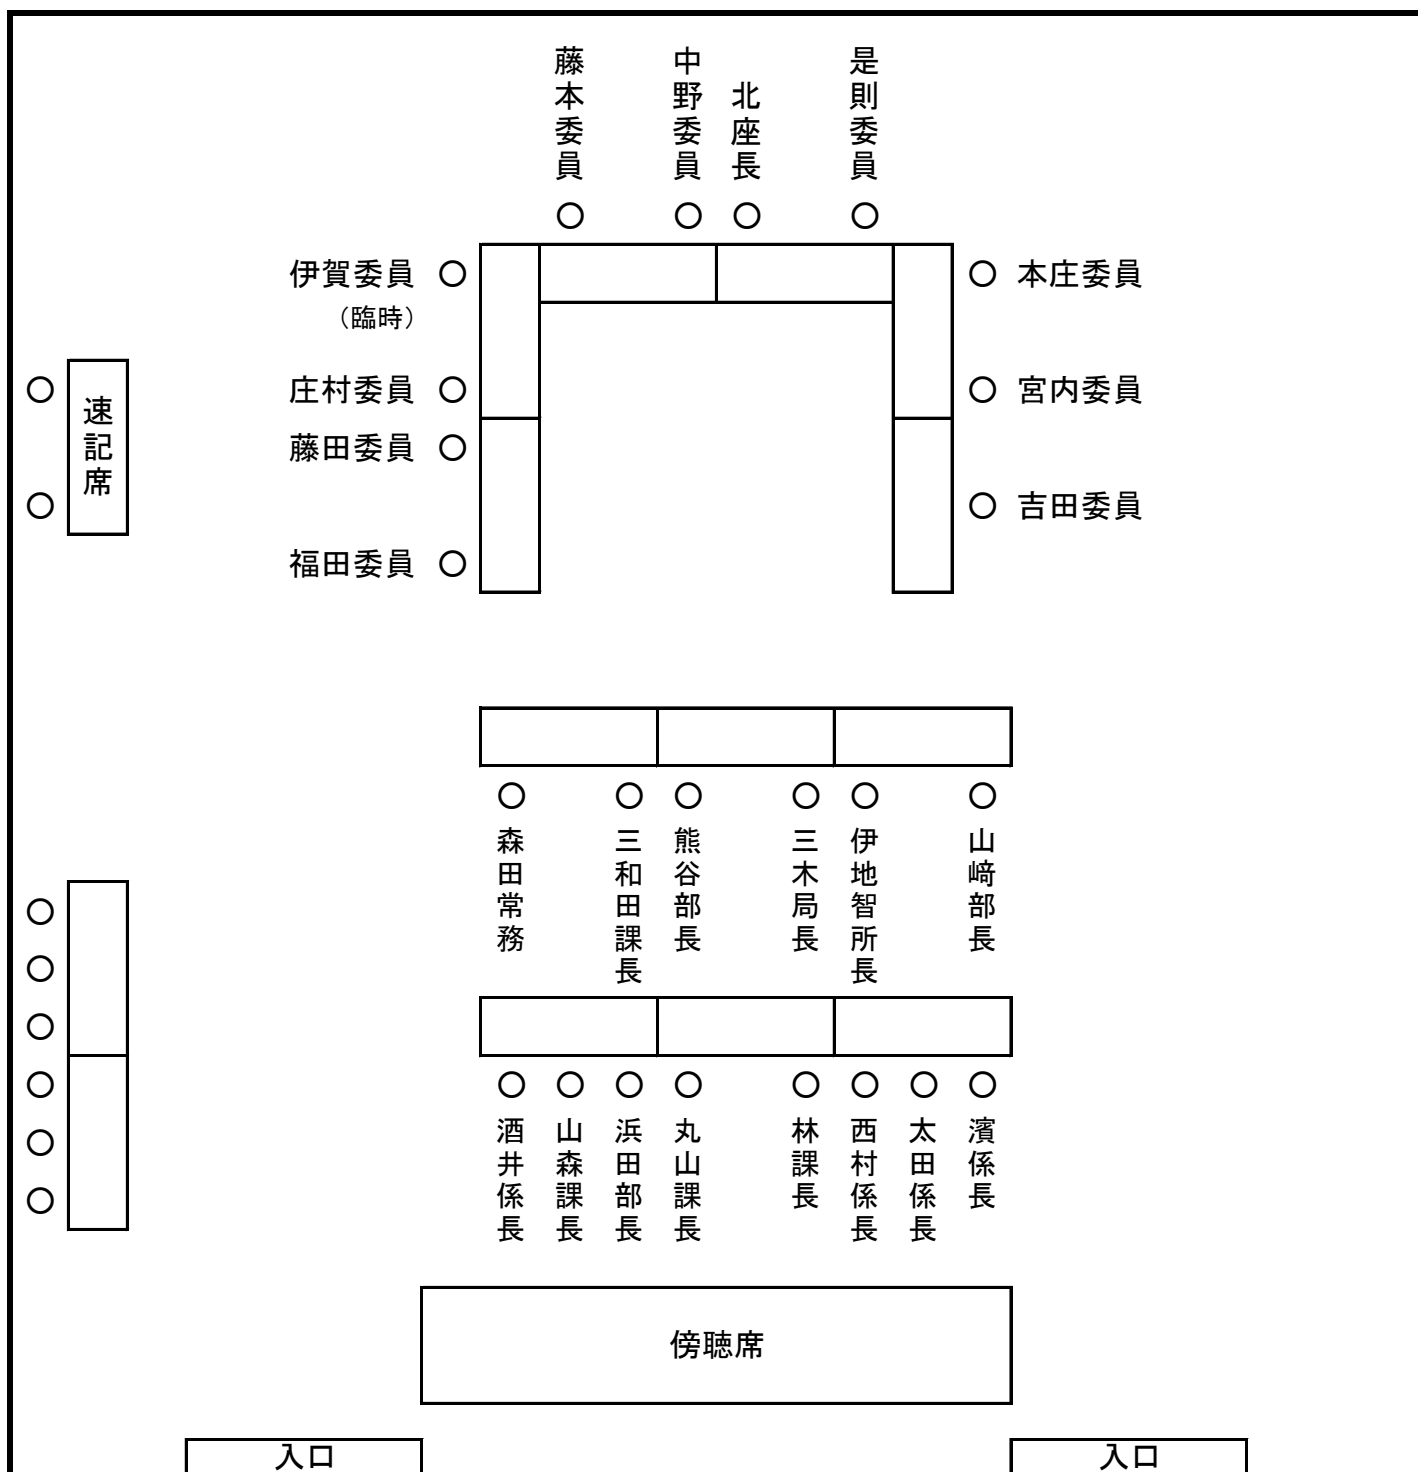 藤本委員
中野委員
北座長
是則委員
伊賀委員
（臨時）
本庄委員
庄村委員
宮内委員
速記席
藤田委員
吉田委員
福田委員
森田常務
三和田課長
熊谷部長
三木局長
伊地智所長
山﨑部長
酒井係長
山森課長
浜田部長
丸山課長
林課長
西村係長
太田係長
濱係長
傍聴席
入口
入口